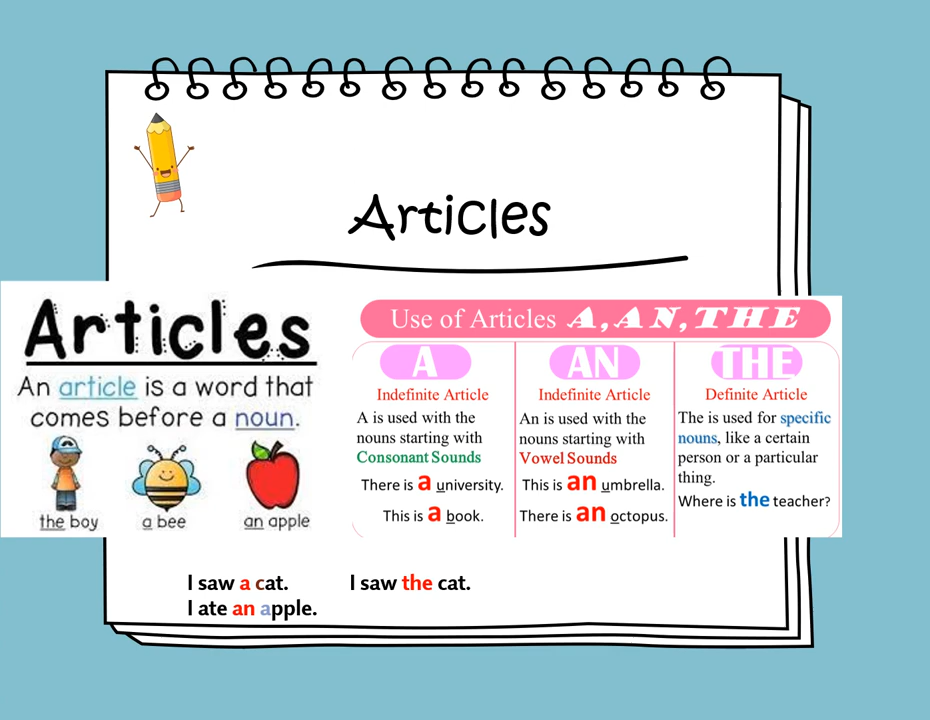 Articles
Articles
An article is a word that
comes before a noun.
the boy
a bee
an apple
Use of Articles A, AN, THE
A
Indefinite Article
A is used with the
nouns starting with
Consonant Sounds
There is a university.
This is a book.
AN
Indefinite Article
An is used with the
nouns starting with
Vowel Sounds
This is an umbrella.
There is an octopus.
THE
Definite Article
The is used for specific
nouns, like a certain
person or a particular
thing.
Where is the teacher?
I saw a cat.
I saw the cat.
I ate an apple.